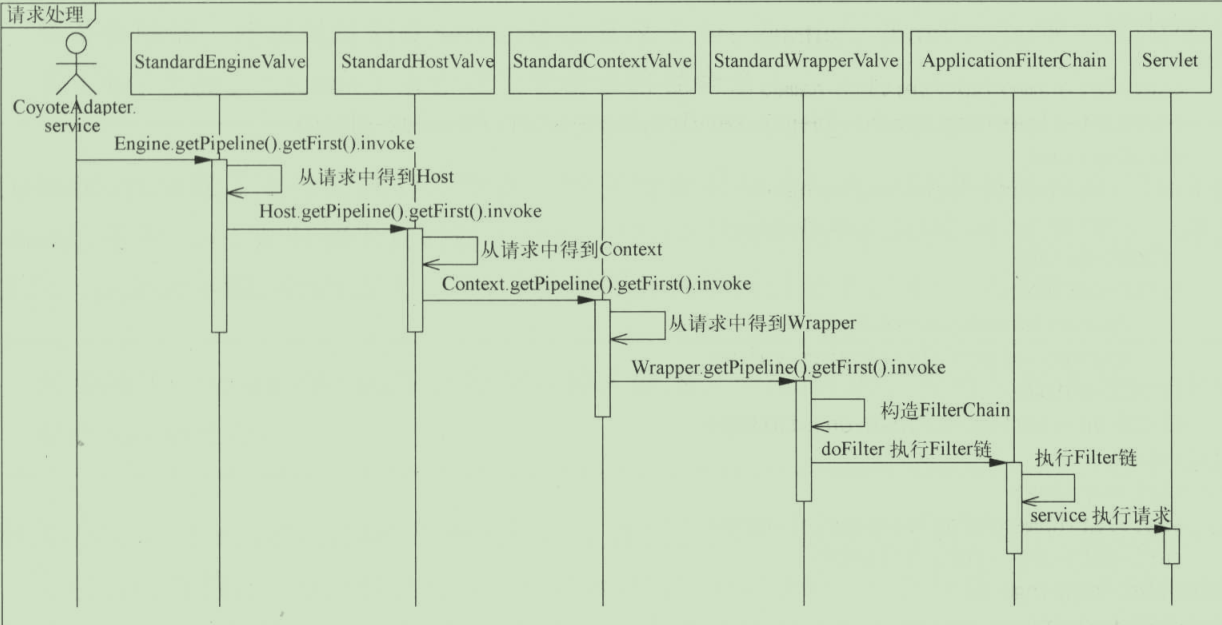 请求处理
StandardEngineValve
StandardHostValve
StandardContextValve
StandardWrapperValve
ApplicationFilterChain
Servlet
CoyoteAdapter.
service
Engine.getPipeline().getFirst().invoke
从请求中得到Host
Host.getPipeline().getFirst().invoke
从请求中得到Context
Context.getPipeline().getFirst().invoke
从请求中得到Wrapper
Wrapper.getPipeline().getFirst().invoke
构造FilterChain
doFilter 执行Filter链
执行Filter链
service 执行请求